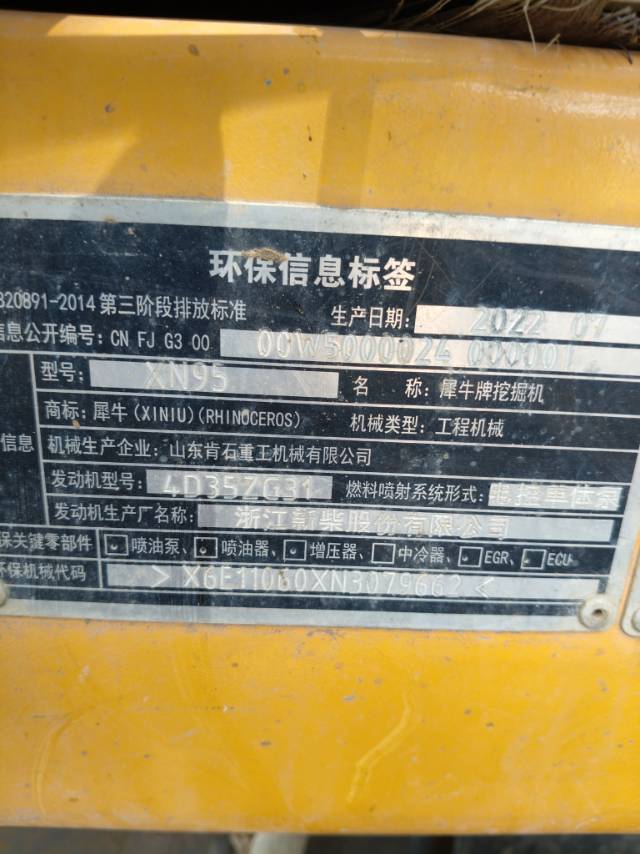 环保信息标签
B20891-2014 第三阶段排放标准
生产日期: 2022 07
信息公开编号: CN FJ G3 00 00W5000024 000001
型号: XN95
名 称: 犀牛牌挖掘机
商标: 犀牛(XINIU)(RHINOCEROS)
机械类型: 工程机械
信息
机械生产企业: 山东肯石重工机械有限公司
发动机型号: 4D35ZG31
燃料喷射系统形式: 电控单体泵
发动机生产厂名称: 浙江新柴股份有限公司
保关键零部件 喷油泵、 喷油器、 增压器、 中冷器、 EGR、 ECU
环保机械代码 > X6E11060XN3079662 <